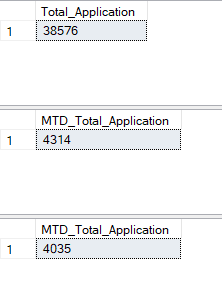 Total_Application
1 38576
MTD_Total_Application
1 4314
MTD_Total_Application
1 4035